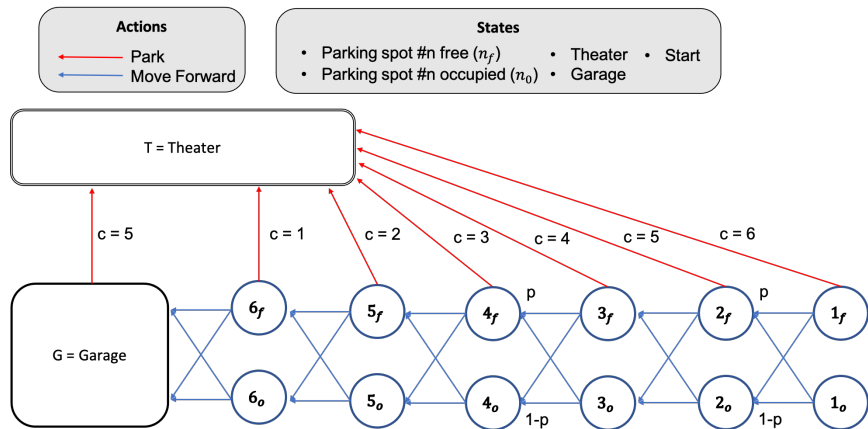 Actions
Park
Move Forward
States
• Parking spot #n free (n_f) • Theater • Start
• Parking spot #n occupied (n_0) • Garage
T = Theater
c = 5 c = 1 c = 2 c = 3 c = 4 c = 5 c = 6
p p
6_f 5_f 4_f 3_f 2_f 1_f
G = Garage
6_o 5_o 4_o 3_o 2_o 1_o
1-p 1-p